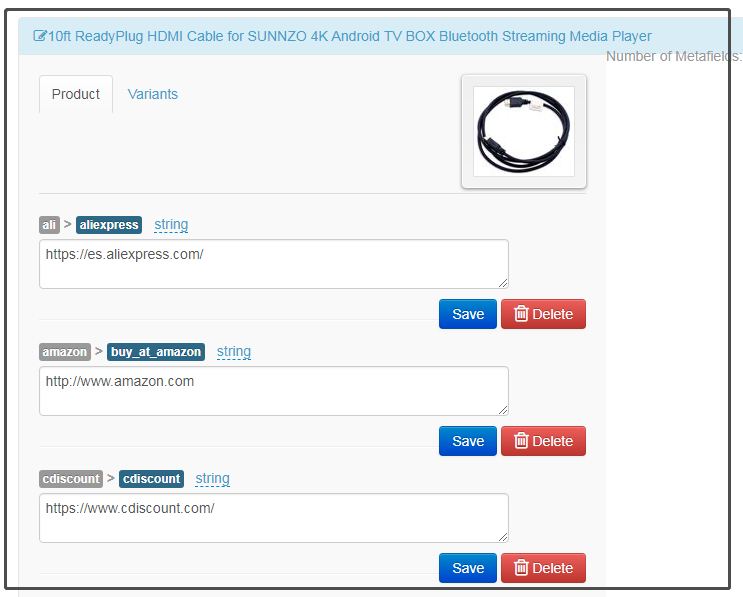 10ft ReadyPlug HDMI Cable for SUNNZO 4K Android TV BOX Bluetooth Streaming Media Player
Number of Metafields:
Product Variants
ali > aliexpress string
https://es.aliexpress.com/
Save Delete
amazon > buy_at_amazon string
http://www.amazon.com
Save Delete
cdiscount > cdiscount string
https://www.cdiscount.com/
Save Delete